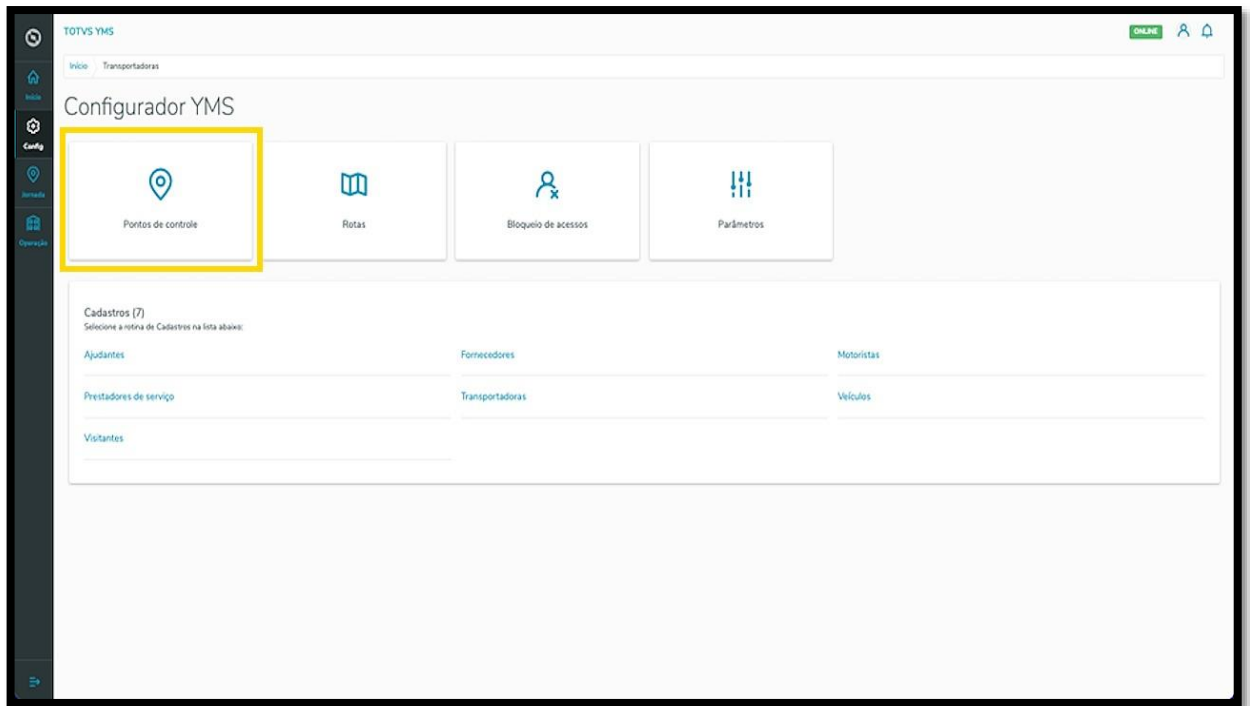 TOTVS YMS
ONLINE
Início Transportadoras
Início
Configurador YMS
Config
Jornada
Operação
Pontos de controle
Rotas
Bloqueio de acessos
Parâmetros
Cadastros (7)
Selecione a rotina de Cadastros na lista abaixo:
Ajudantes
Fornecedores
Motoristas
Prestadores de serviço
Transportadoras
Veículos
Visitantes